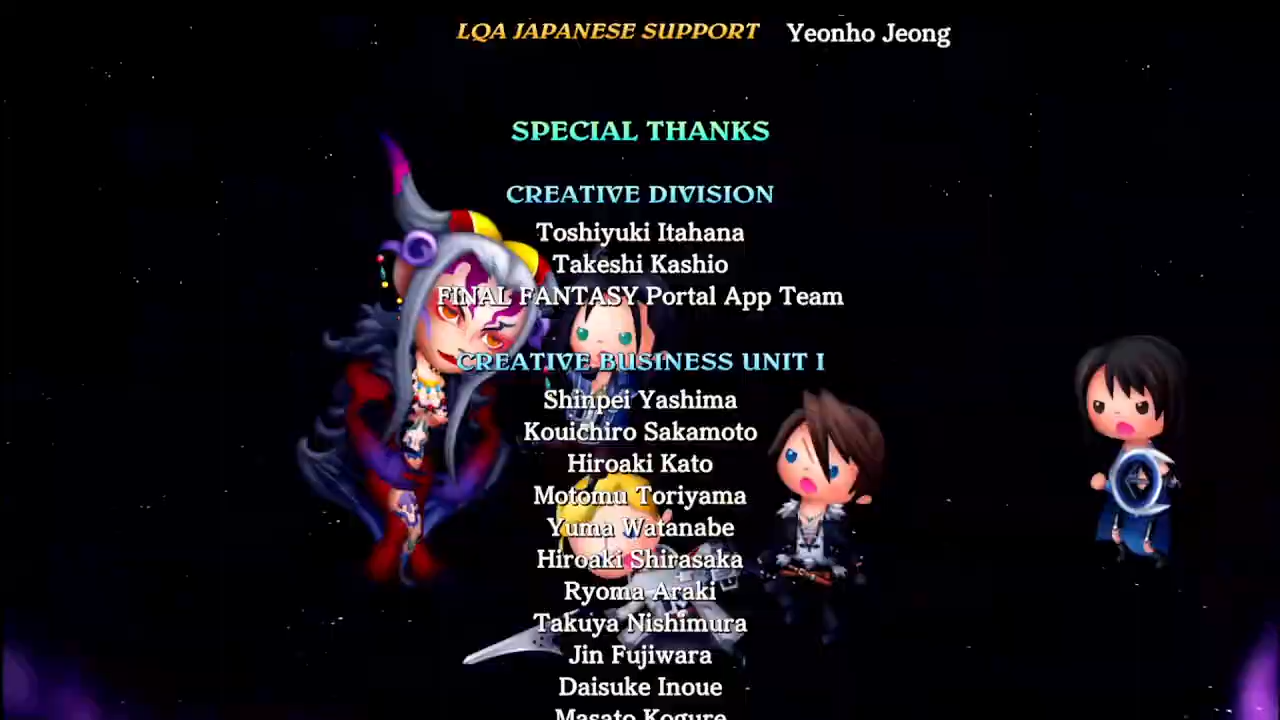 LQA JAPANESE SUPPORT Yeonho Jeong
SPECIAL THANKS
CREATIVE DIVISION
Toshiyuki Itahana
Takeshi Kashio
FINAL FANTASY Portal App Team
CREATIVE BUSINESS UNIT I
Shinpei Yashima
Kouichiro Sakamoto
Hiroaki Kato
Motomu Toriyama
Yuma Watanabe
Hiroaki Shirasaka
Ryoma Araki
Takuya Nishimura
Jin Fujiwara
Daisuke Inoue
Masato Kogure